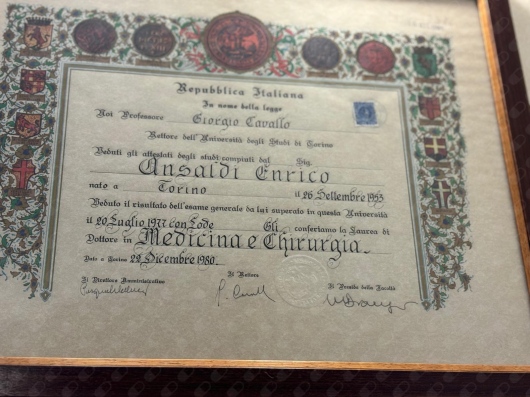 Repubblica Italiana
In nome della legge
Noi Professore Giorgio Cavallo
Rettore dell'Università degli Studi di Torino
Veduti gli attestati degli studi compiuti dal Sig.
Ansaldi Enrico
nato a Torino il 26 Settembre 1953
Veduto il risultato dell'esame generale da lui superato in questa Università
il 20 Luglio 1977 con Lode Gli conferiamo la Laurea di
Dottore in Medicina e Chirurgia
Dato a Torino 22 Dicembre 1980
Il Direttore Amministrativo Il Rettore Il Preside della Facoltà